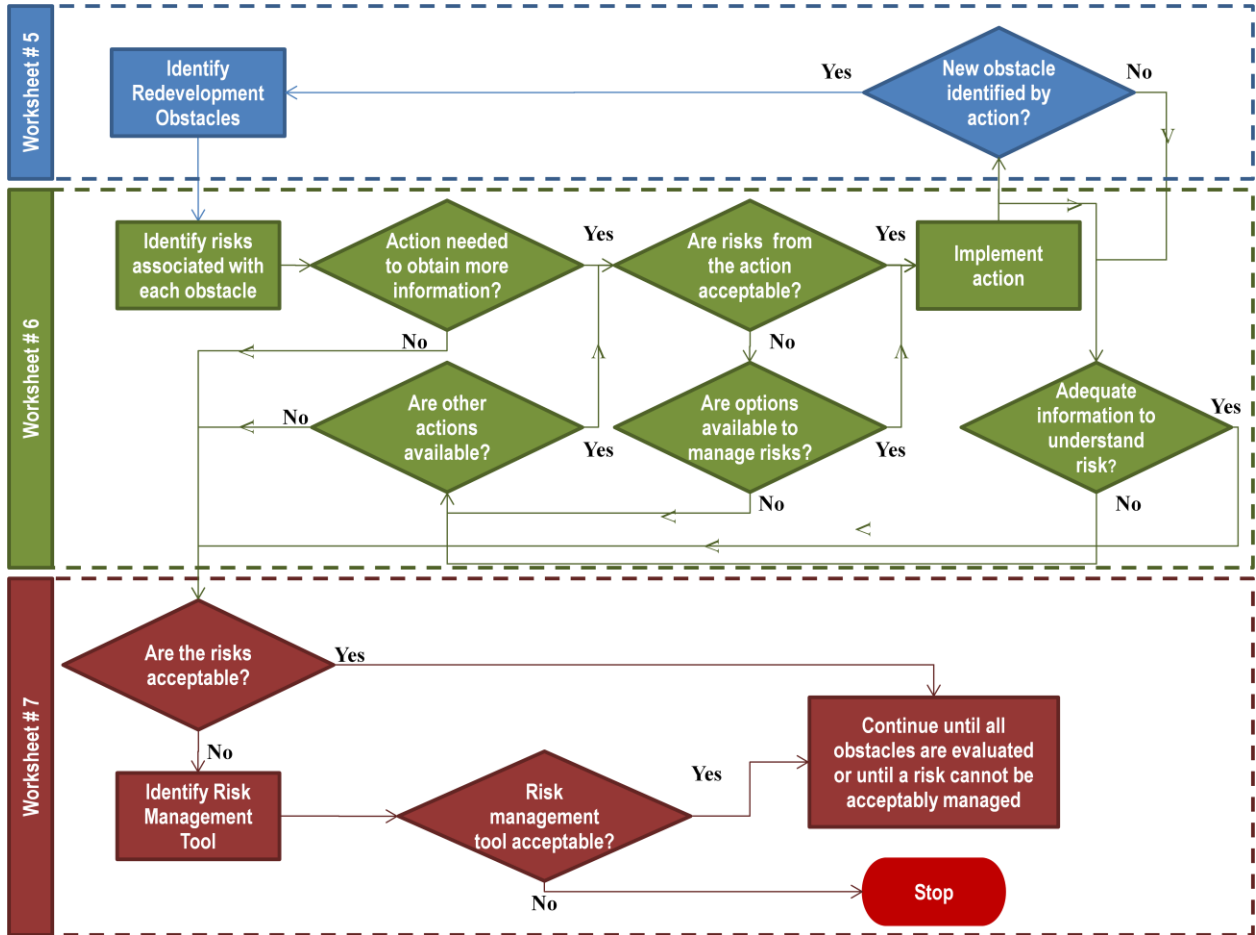 Worksheet # 5
Identify
Redevelopment
Obstacles
Yes
New obstacle
identified by
action?
No
Worksheet # 6
Identify risks
associated with
each obstacle
Action needed
to obtain more
information?
Yes
No
Are risks from
the action
acceptable?
Yes
No
Implement
action
Are other
actions
available?
No
Yes
Are options
available to
manage risks?
Yes
No
Adequate
information to
understand
risk?
Yes
No
Worksheet # 7
Are the risks
acceptable?
Yes
No
Identify Risk
Management
Tool
Risk
management
tool acceptable?
Yes
No
Continue until all
obstacles are evaluated
or until a risk cannot be
acceptably managed
Stop